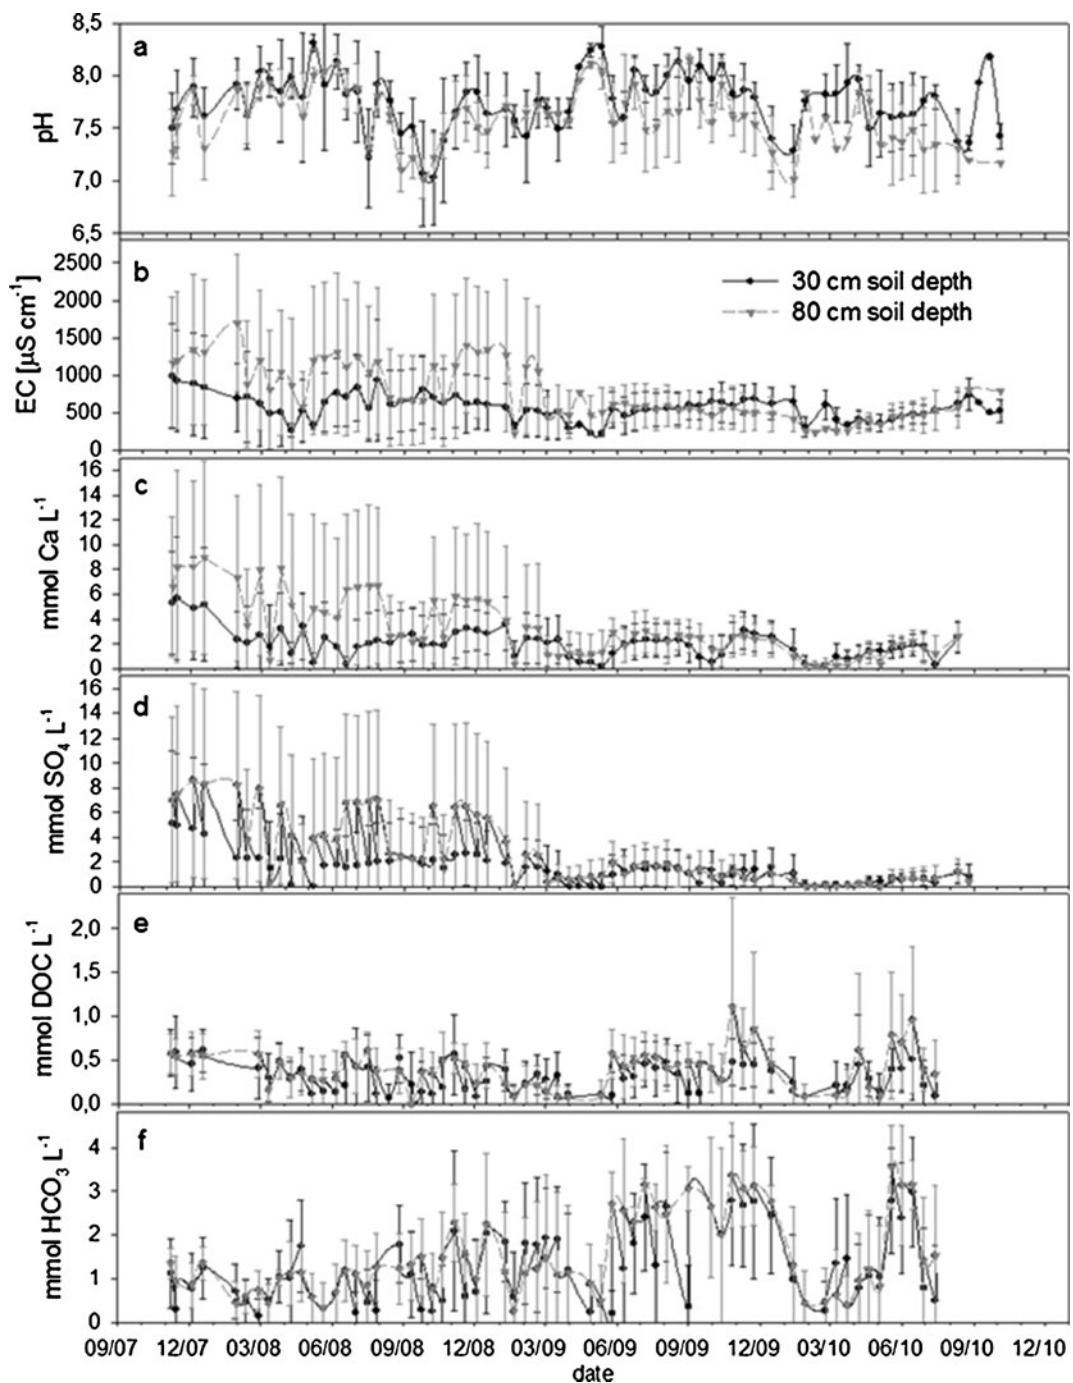 a
pH
8,5
8,0
7,5
7,0
6,5
b
EC [µS cm⁻¹]
2500
2000
1500
1000
500
0
30 cm soil depth
80 cm soil depth
c
mmol Ca L⁻¹
16
14
12
10
8
6
4
2
0
d
mmol SO₄ L⁻¹
16
14
12
10
8
6
4
2
0
e
mmol DOC L⁻¹
2,0
1,5
1,0
0,5
0,0
f
mmol HCO₃ L⁻¹
4
3
2
1
0
09/07 12/07 03/08 06/08 09/08 12/08 03/09 06/09 09/09 12/09 03/10 06/10 09/10 12/10
date